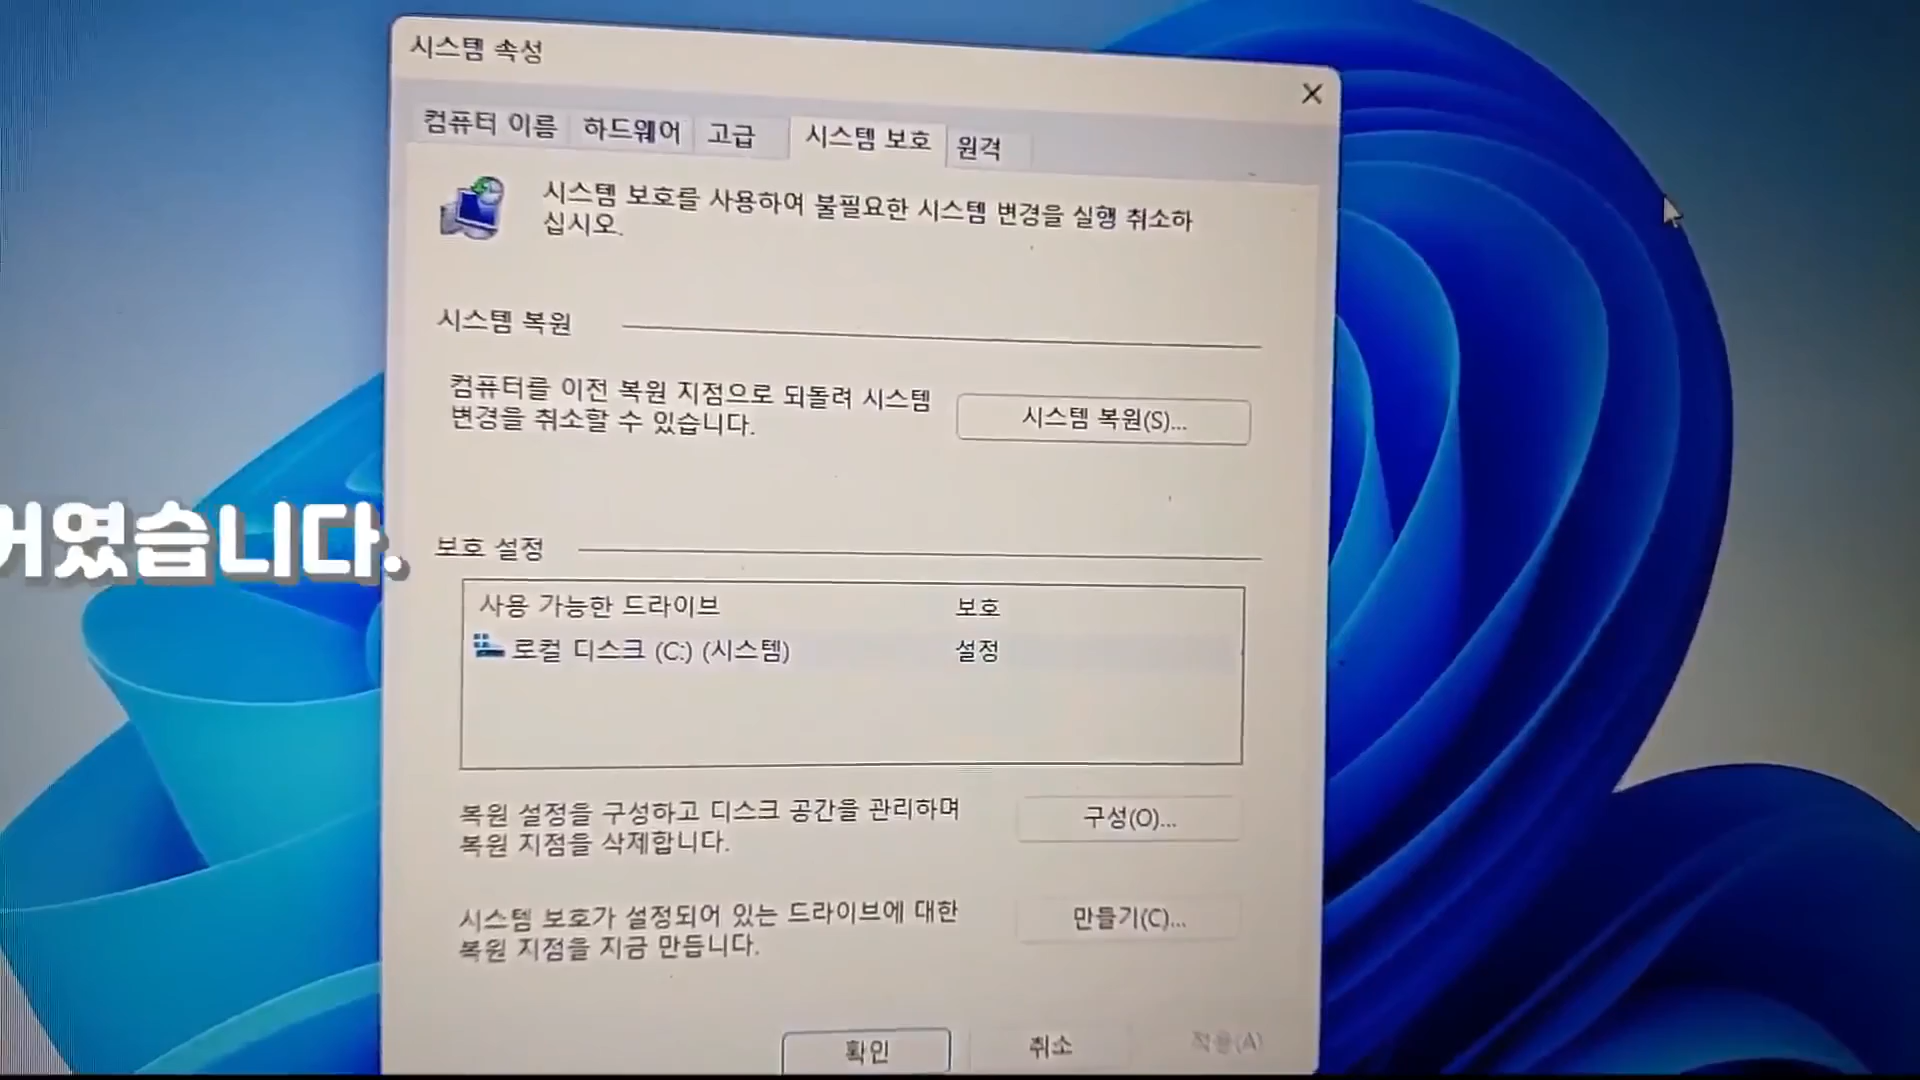 시스템 속성
컴퓨터 이름 하드웨어 고급 시스템 보호 원격
시스템 보호를 사용하여 불필요한 시스템 변경을 실행 취소하
십시오.
시스템 복원
컴퓨터를 이전 복원 지점으로 되돌려 시스템
변경을 취소할 수 있습니다.
시스템 복원(S)...
보호 설정
사용 가능한 드라이브 보호
로컬 디스크 (C:) (시스템) 설정
복원 설정을 구성하고 디스크 공간을 관리하며
복원 지점을 삭제합니다.
구성(O)...
시스템 보호가 설정되어 있는 드라이브에 대한
복원 지점을 지금 만듭니다.
만들기(C)...
확인 취소 적용(A)